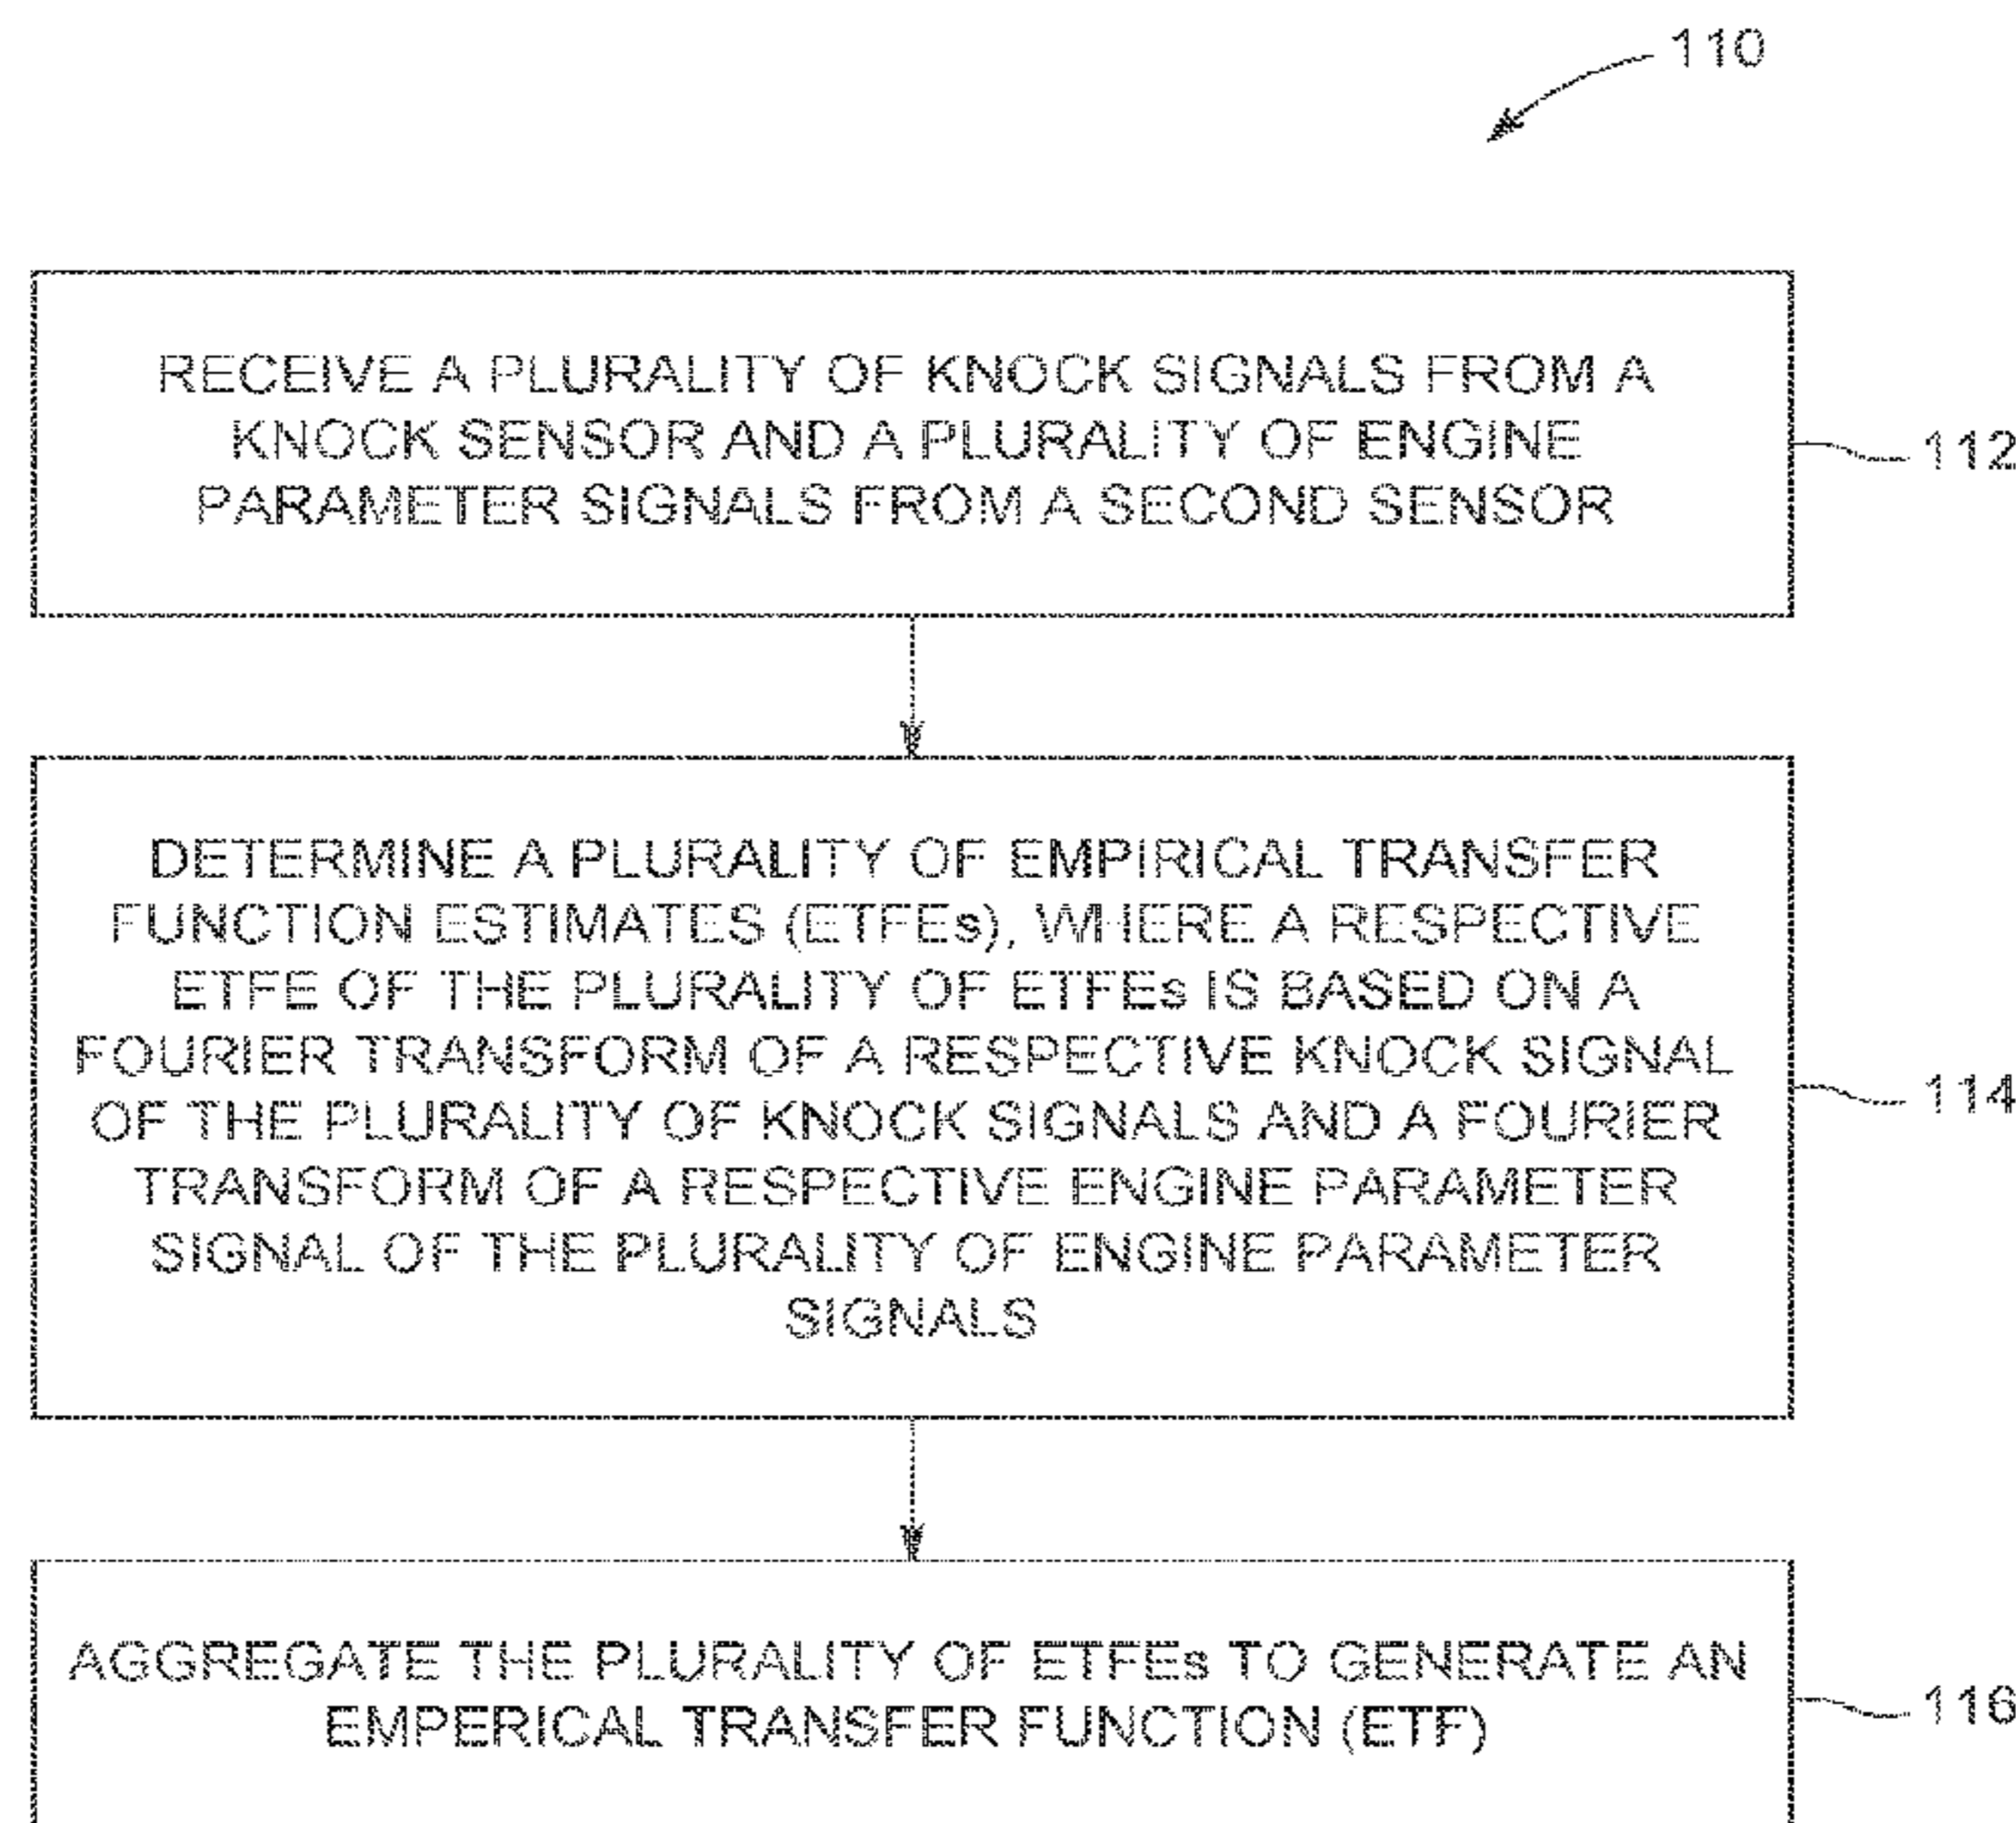 110
RECEIVE A PLURALITY OF KNOCK SIGNALS FROM A
KNOCK SENSOR AND A PLURALITY OF ENGINE
PARAMETER SIGNALS FROM A SECOND SENSOR
112
DETERMINE A PLURALITY OF EMPIRICAL TRANSFER
FUNCTION ESTIMATES (ETFEs), WHERE A RESPECTIVE
ETFE OF THE PLURALITY OF ETFEs IS BASED ON A
FOURIER TRANSFORM OF A RESPECTIVE KNOCK SIGNAL
OF THE PLURALITY OF KNOCK SIGNALS AND A FOURIER
TRANSFORM OF A RESPECTIVE ENGINE PARAMETER
SIGNAL OF THE PLURALITY OF ENGINE PARAMETER
SIGNALS
114
AGGREGATE THE PLURALITY OF ETFEs TO GENERATE AN
EMPERICAL TRANSFER FUNCTION (ETF)
116